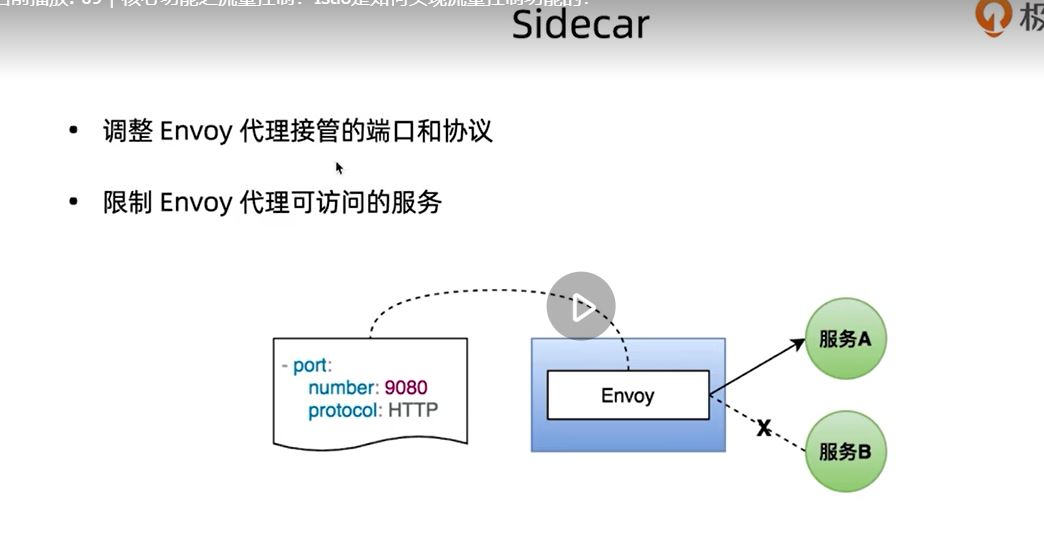 Sidecar
极
• 调整 Envoy 代理接管的端口和协议
• 限制 Envoy 代理可访问的服务
- port:
number: 9080
protocol: HTTP
Envoy
服务A
X
服务B